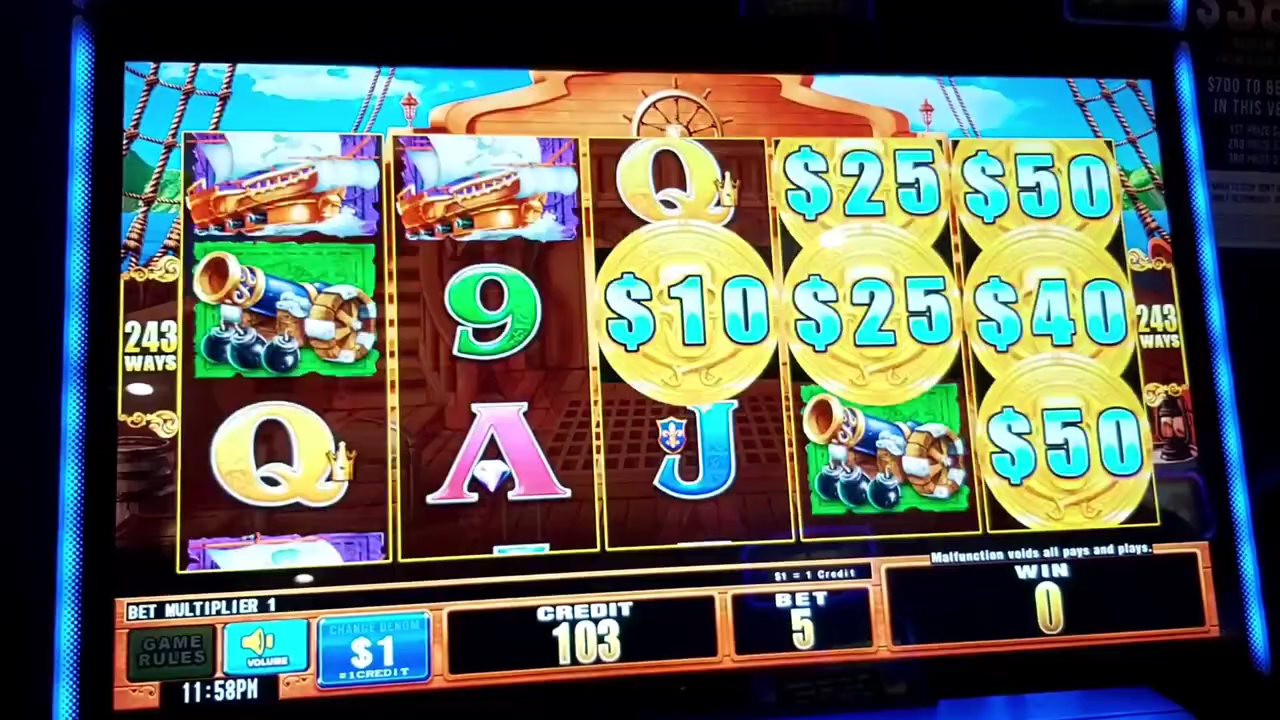 $700 TO BE
IN THIS V
Q $25 $50
243 WAYS 9 $10 $25 $40 243 WAYS
Q A J $50
Malfunction voids all pays and plays.
$1 = 1 Credit
BET MULTIPLIER 1
GAME RULES
VOLUME
CHANGE DENOM
$1
=1CREDIT
CREDIT
103
BET
5
WIN
0
11:58PM